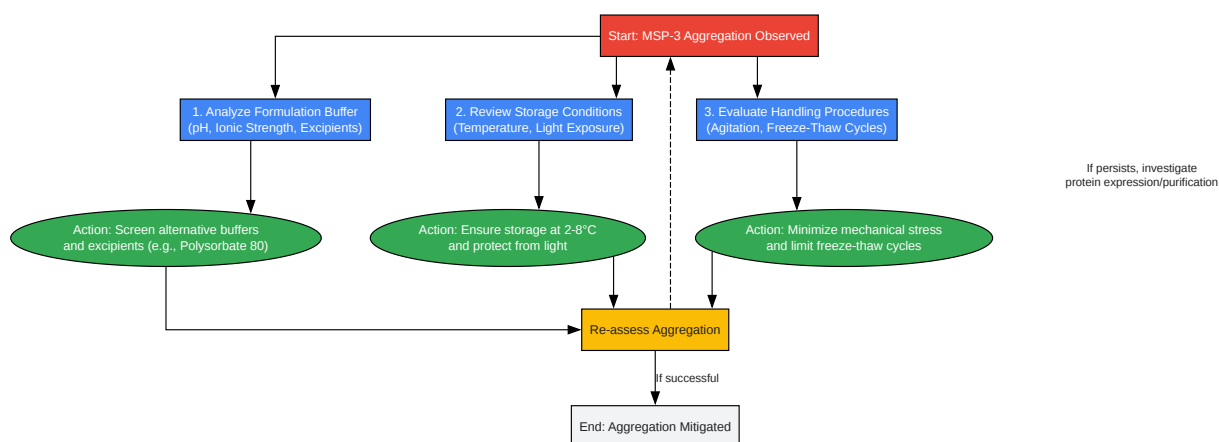 Start: MSP-3 Aggregation Observed
1. Analyze Formulation Buffer
(pH, Ionic Strength, Excipients)
2. Review Storage Conditions
(Temperature, Light Exposure)
3. Evaluate Handling Procedures
(Agitation, Freeze-Thaw Cycles)
If persists, investigate
protein expression/purification
Action: Screen alternative buffers
and excipients (e.g., Polysorbate 80)
Action: Ensure storage at 2-8°C
and protect from light
Action: Minimize mechanical stress
and limit freeze-thaw cycles
Re-assess Aggregation
If successful
End: Aggregation Mitigated